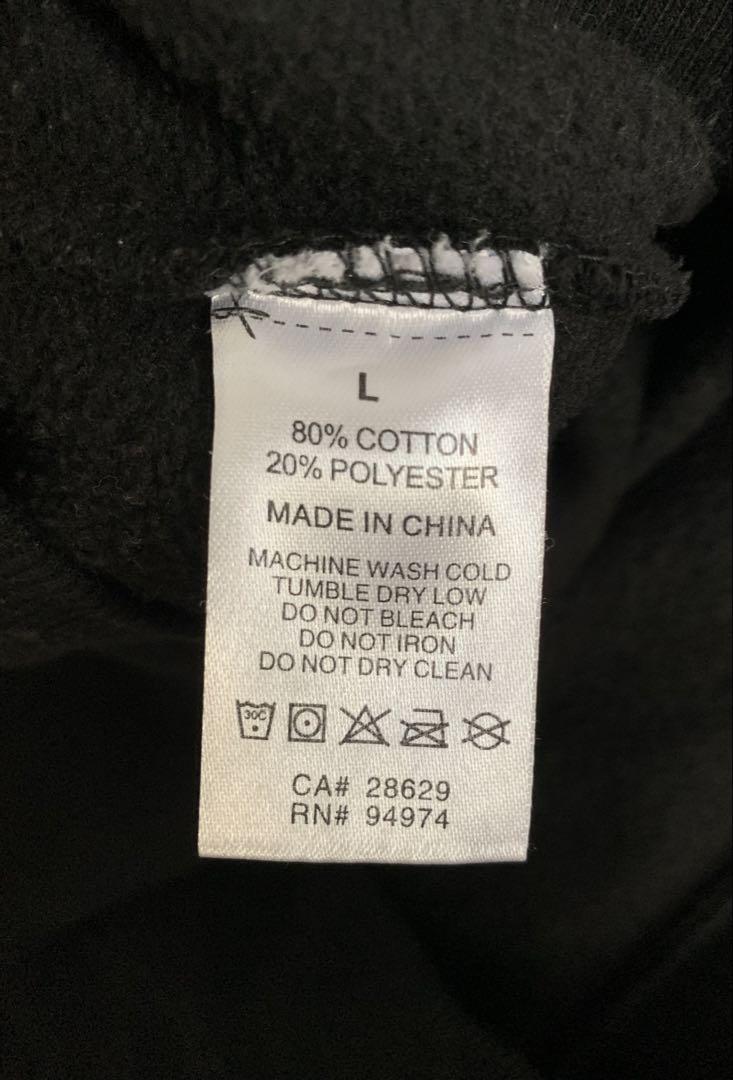 L
80% COTTON
20% POLYESTER
MADE IN CHINA
MACHINE WASH COLD
TUMBLE DRY LOW
DO NOT BLEACH
DO NOT IRON
DO NOT DRY CLEAN
30C
CA# 28629
RN# 94974